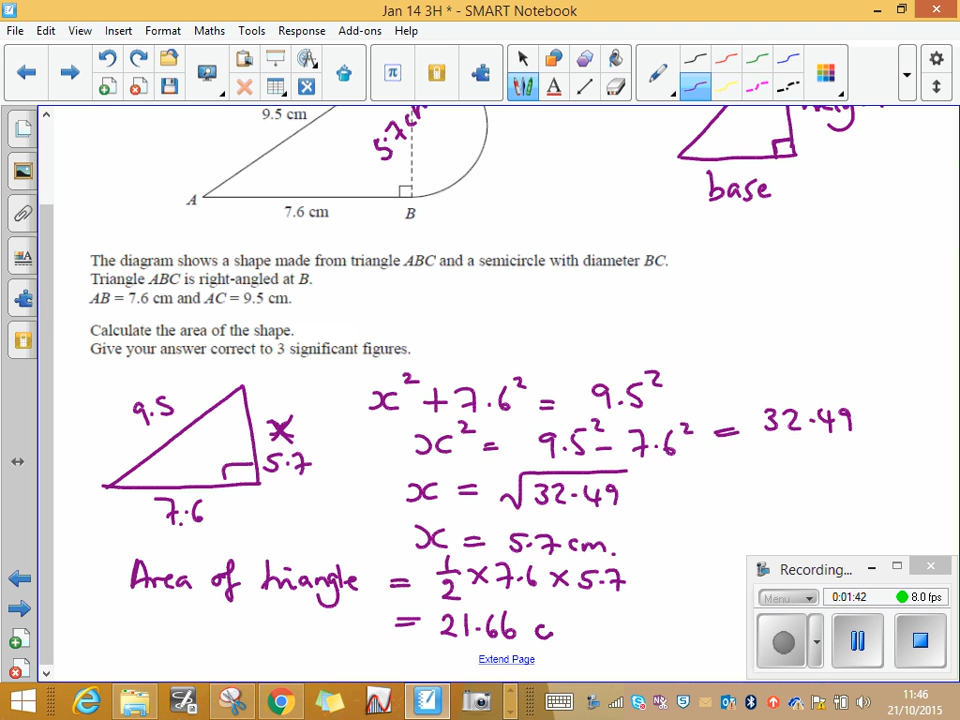 Jan 14 3H * - SMART Notebook
File Edit View Insert Format Maths Tools Response Add-ons Help
9.5 cm
5.7 cm
A
7.6 cm
B
base
The diagram shows a shape made from triangle ABC and a semicircle with diameter BC.
Triangle ABC is right-angled at B.
AB = 7.6 cm and AC = 9.5 cm.
Calculate the area of the shape.
Give your answer correct to 3 significant figures.
9.5
x
5.7
7.6
x² + 7.6² = 9.5²
x² = 9.5² - 7.6² = 32.49
x = √32.49
x = 5.7 cm.
Area of triangle = ½ × 7.6 × 5.7
= 21.66 c
Extend Page
Recording...
Menu
0:01:42
8.0 fps
11:46
21/10/2015